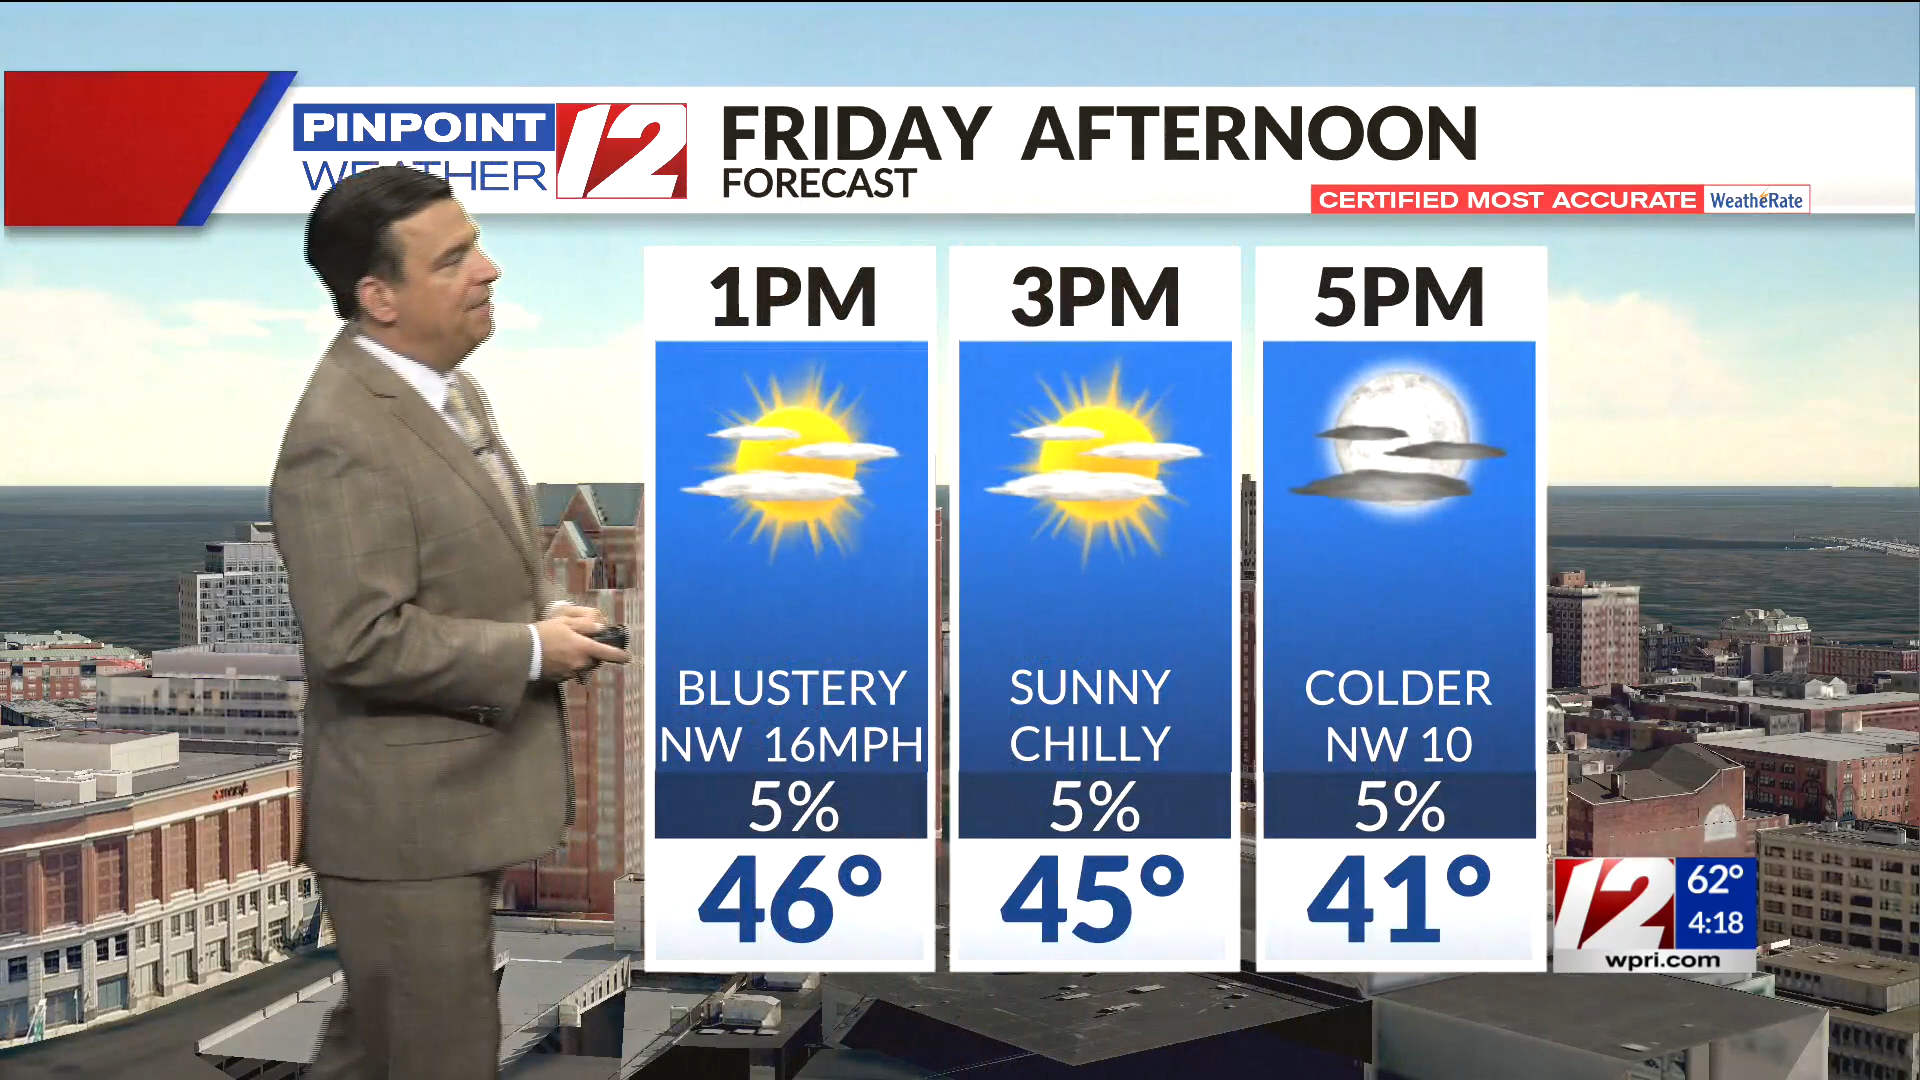 PINPOINT
WEATHER
12
FRIDAY AFTERNOON
FORECAST
CERTIFIED MOST ACCURATE WeatheRate
1PM
BLUSTERY
NW 16MPH
5%
46°
3PM
SUNNY
CHILLY
5%
45°
5PM
COLDER
NW 10
5%
41°
12
62°
4:18
wpri.com